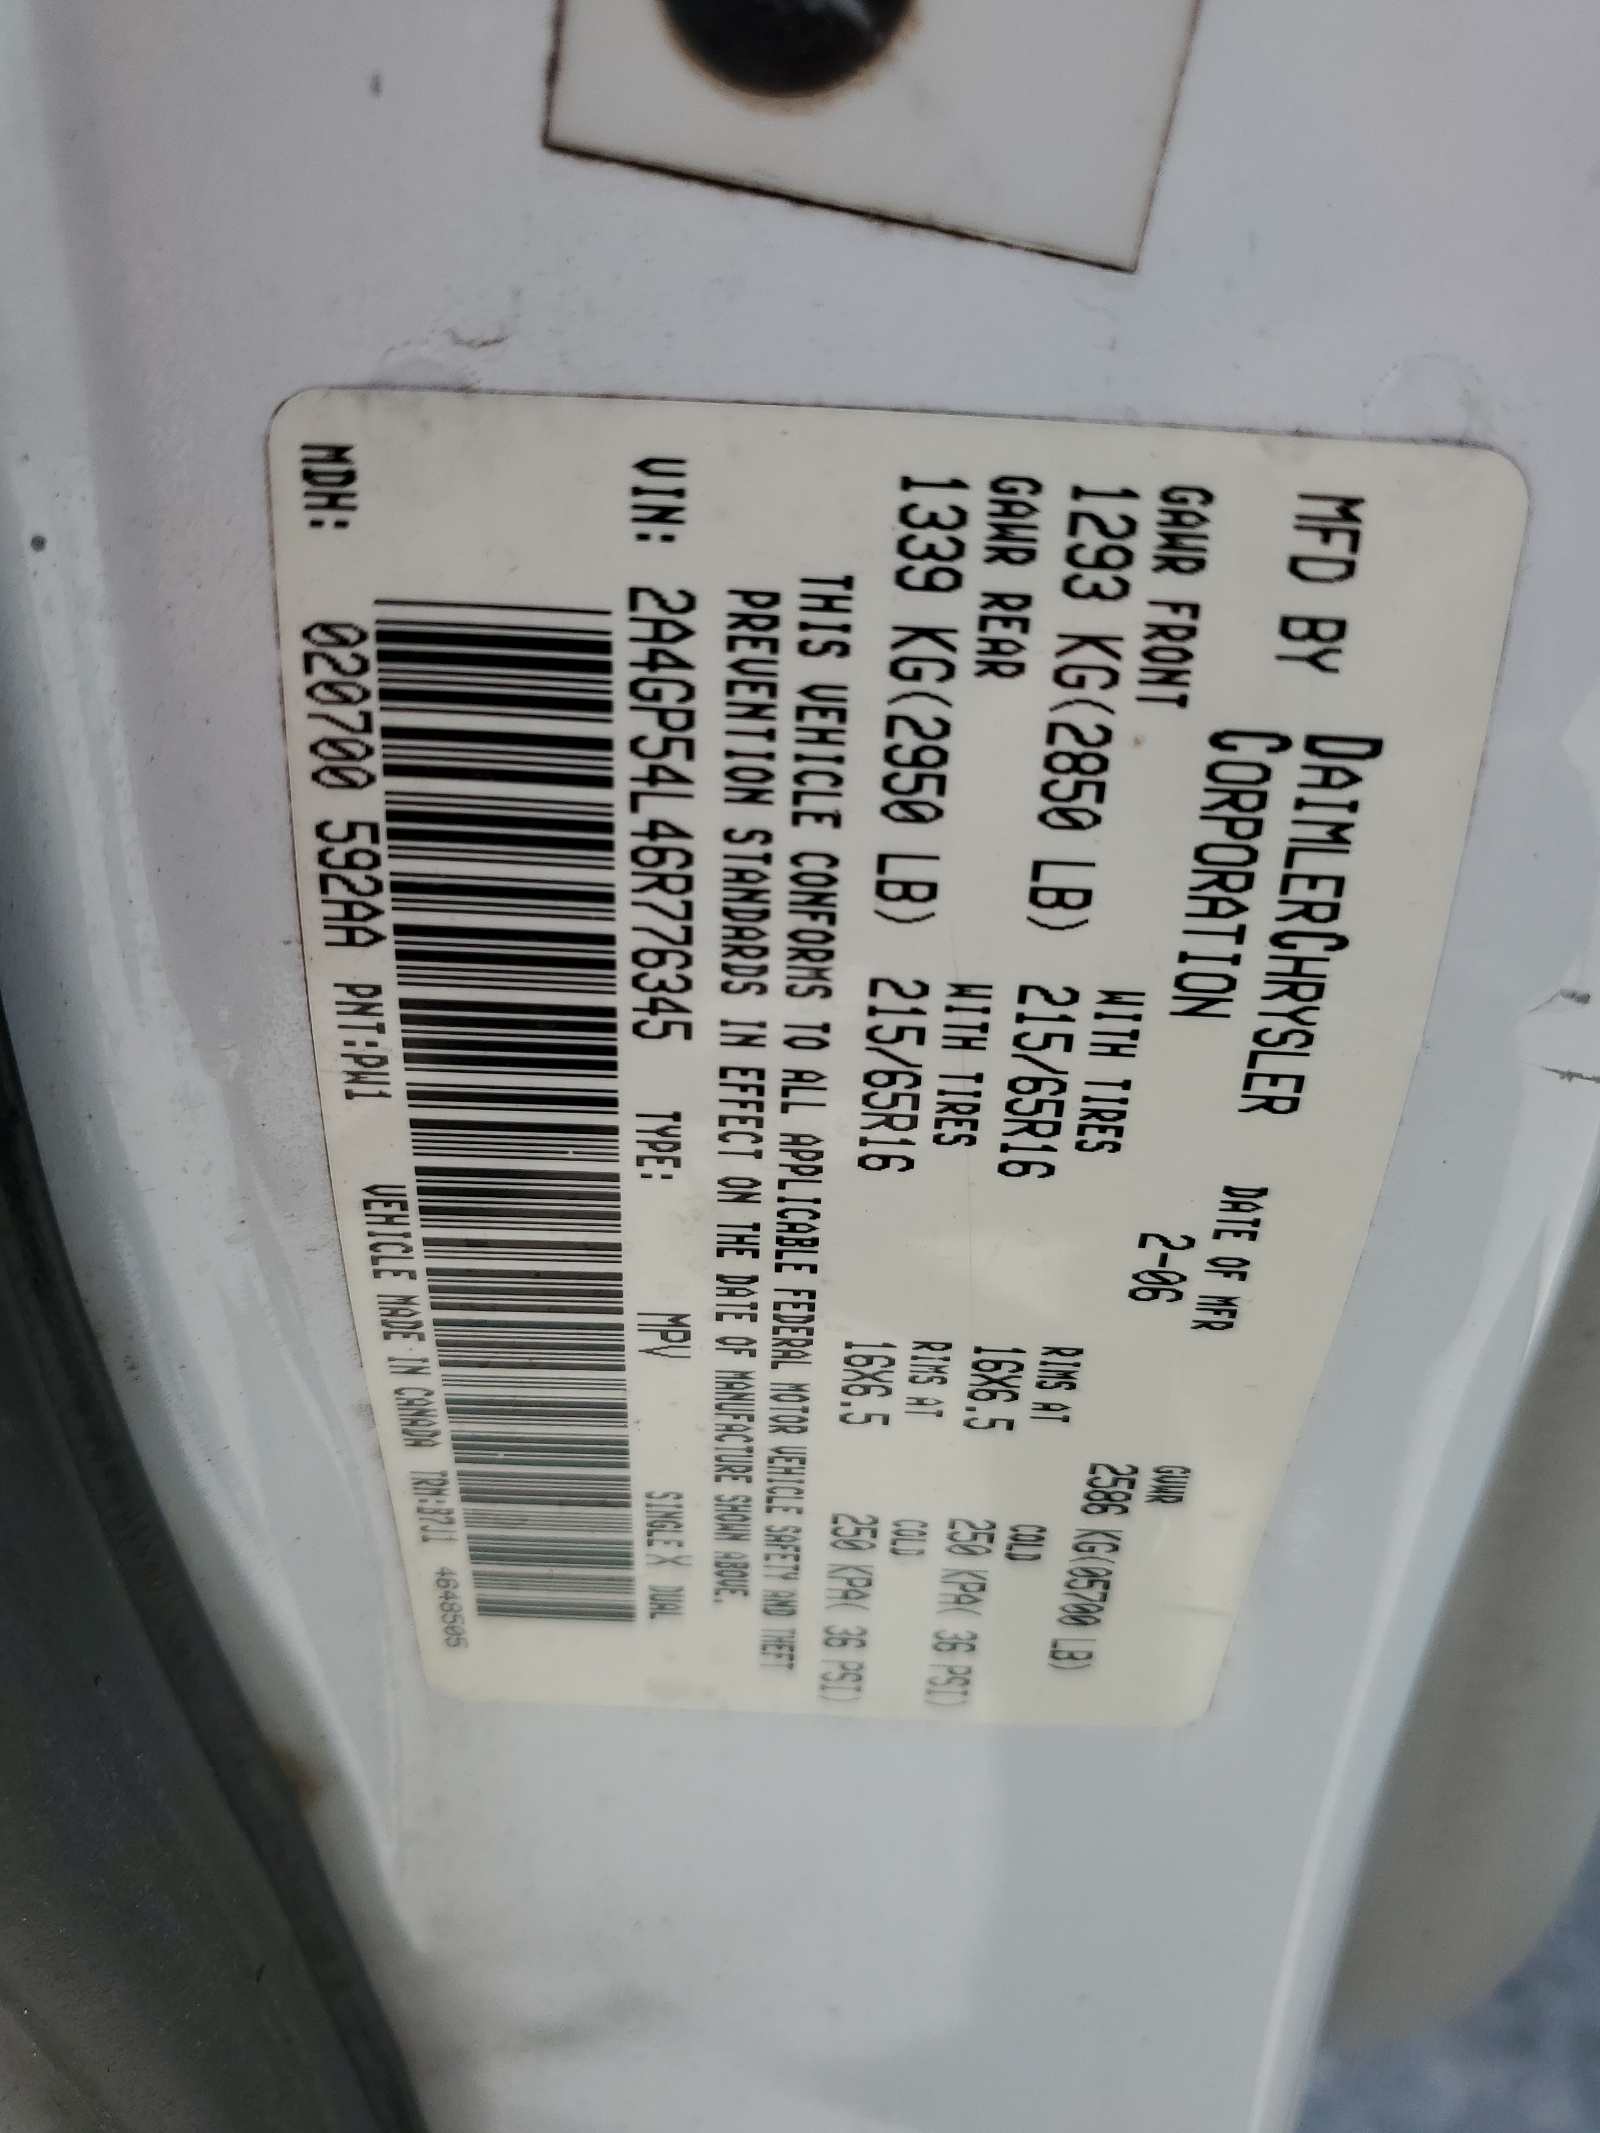 MFD BY DAIMLERCHRYSLER CORPORATION
DATE OF MFR 2-06
GVWR 2586 KG(05700 LB)
GAWR FRONT WITH TIRES RIMS AT COLD
1293 KG(2850 LB) 215/65R16 16X6.5 250 KPA( 36 PSI)
GAWR REAR WITH TIRES RIMS AT COLD
1339 KG(2950 LB) 215/65R16 16X6.5 250 KPA( 36 PSI)
THIS VEHICLE CONFORMS TO ALL APPLICABLE FEDERAL MOTOR VEHICLE SAFETY AND THEFT
PREVENTION STANDARDS IN EFFECT ON THE DATE OF MANUFACTURE SHOWN ABOVE.
VIN: 2A4GP54L46R776345 TYPE: MPV SINGLE X DUAL
MDH: 020700 592AA PNT:PW1 VEHICLE MADE IN CANADA TRM:B7J1 4648505